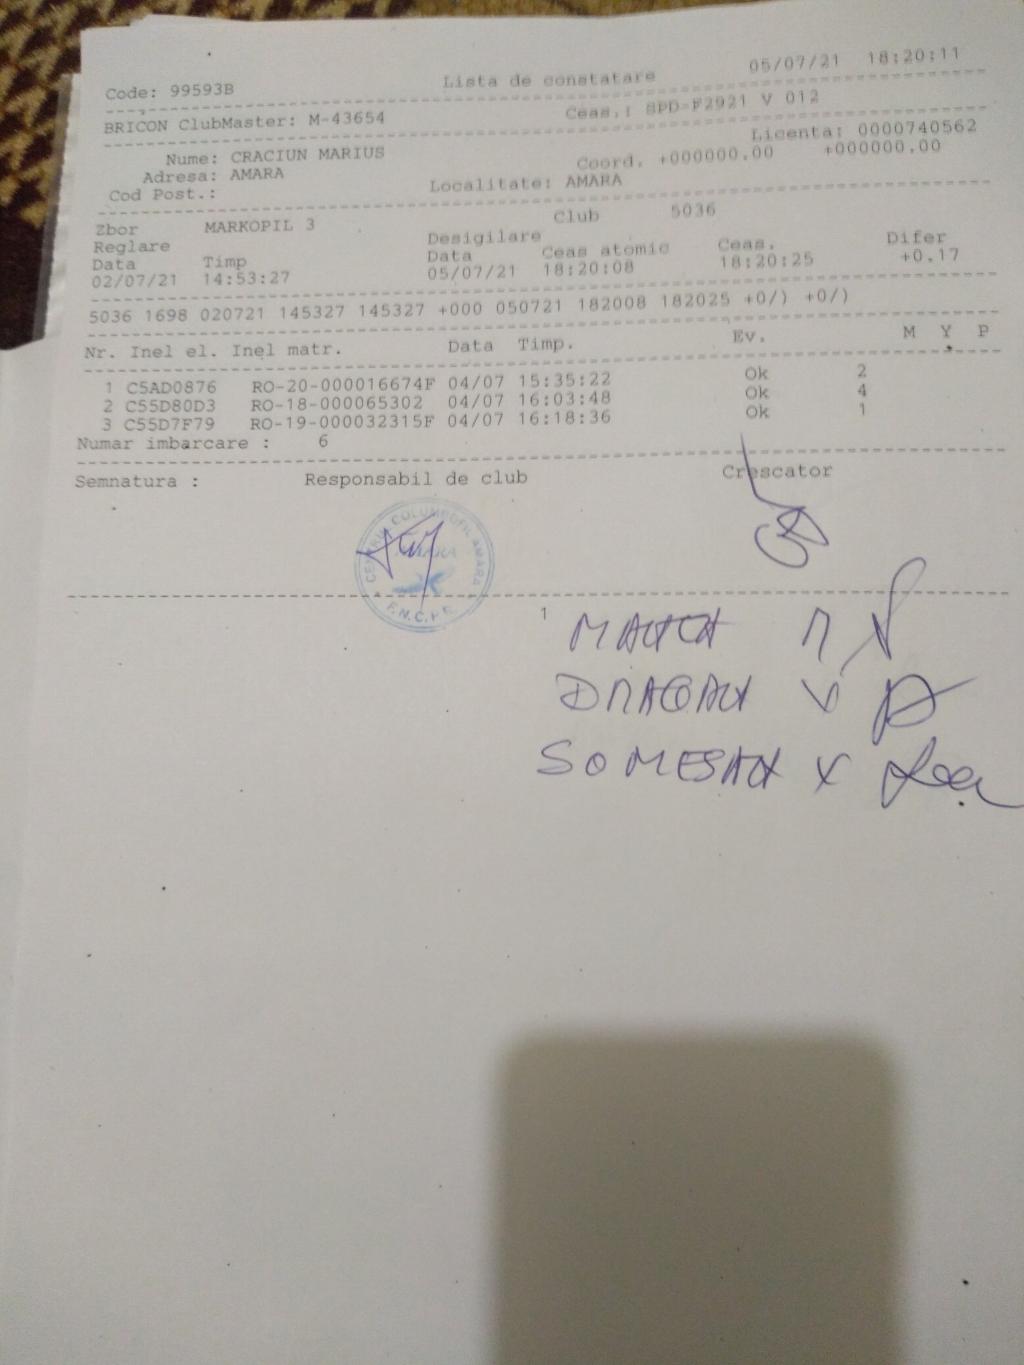 05/07/21 18:20:11
Code: 99593B Lista de constatare
BRICON ClubMaster: M-43654 Ceas.: SPD-F2921 V 012
Licenta: 0000740562
Nume: CRACIUN MARIUS Coord. +000000.00 +000000.00
Adresa: AMARA
Cod Post.: Localitate: AMARA
Zbor MARKOPIL 3 Club 5036
Reglare Desigilare
Data Timp Data Ceas atomic Ceas. Difer
02/07/21 14:53:27 05/07/21 18:20:08 18:20:25 +0.17
5036 1698 020721 145327 145327 +000 050721 182008 182025 +0/) +0/)
Nr. Inel el. Inel matr. Data Timp. Ev. M Y P
1 C5AD0876 RO-20-000016674F 04/07 15:35:22 Ok 2
2 C55D80D3 RO-18-000065302 04/07 16:03:48 Ok 4
3 C55D7F79 RO-19-000032315F 04/07 16:18:36 Ok 1
Numar imbarcare : 6
Semnatura : Responsabil de club Crescator
CENTRUL COLUMBOFIL AMARA
AMARA
1
DRAGAN V
SOMESAN